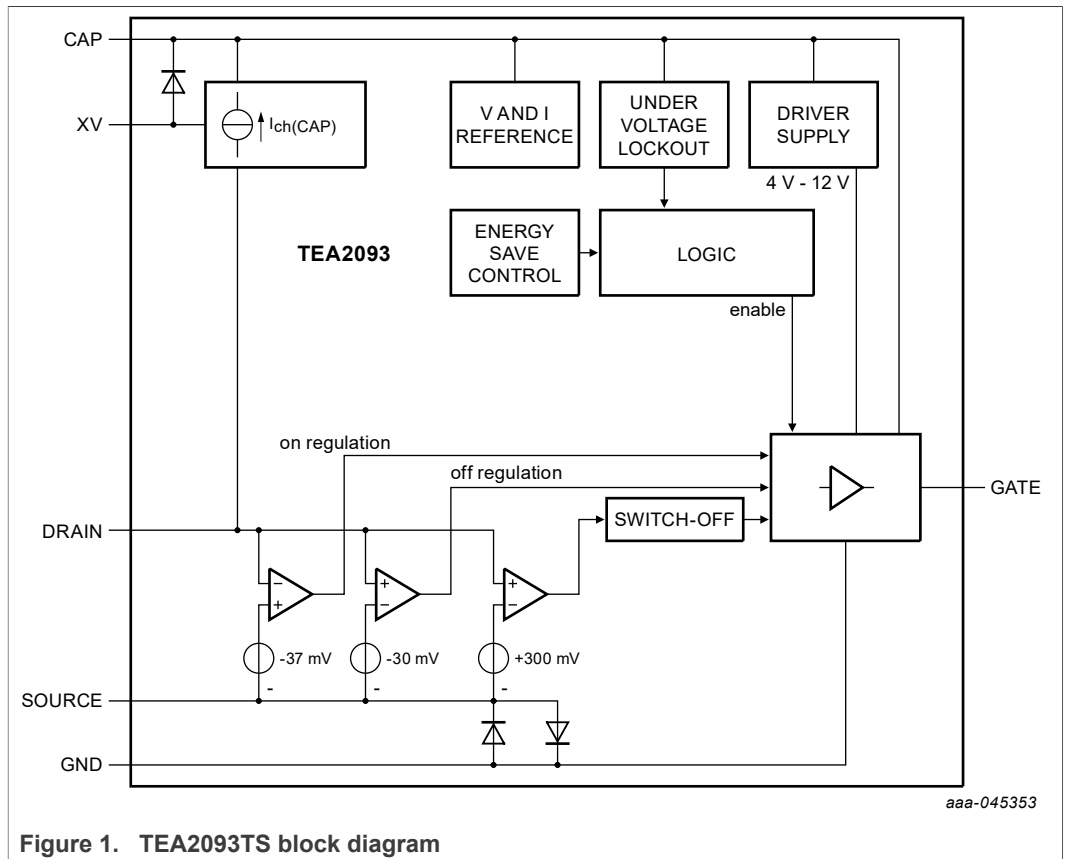 CAP
XV
Ich(CAP)
V AND I
REFERENCE
UNDER
VOLTAGE
LOCKOUT
DRIVER
SUPPLY
4 V - 12 V
TEA2093
ENERGY
SAVE
CONTROL
LOGIC
enable
on regulation
off regulation
GATE
DRAIN
SWITCH-OFF
-
+
+
-
+
-
-37 mV
-30 mV
+300 mV
-
-
-
SOURCE
GND
aaa-045353
Figure 1. TEA2093TS block diagram